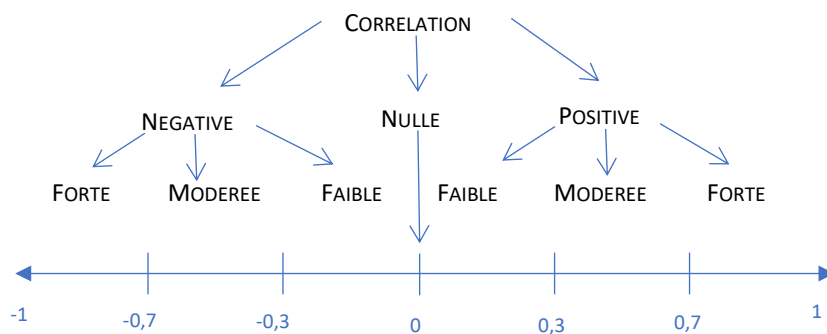 CORRELATION
NEGATIVE NULLE POSITIVE
FORTE MODEREE FAIBLE FAIBLE MODEREE FORTE
-1 -0,7 -0,3 0 0,3 0,7 1